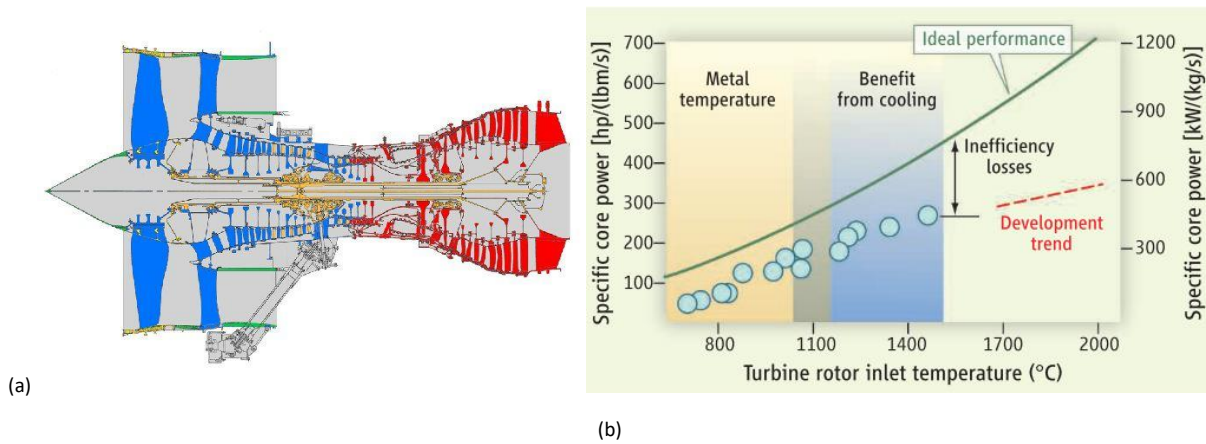 (a)
700
600
500
400
300
200
100
Specific core power [hp/(lbm/s)]
Metal
temperature
Benefit
from cooling
Ideal performance
Inefficiency
losses
Development
trend
1200
900
600
300
Specific core power [kW/(kg/s)]
800 1100 1400 1700 2000
Turbine rotor inlet temperature (°C)
(b)